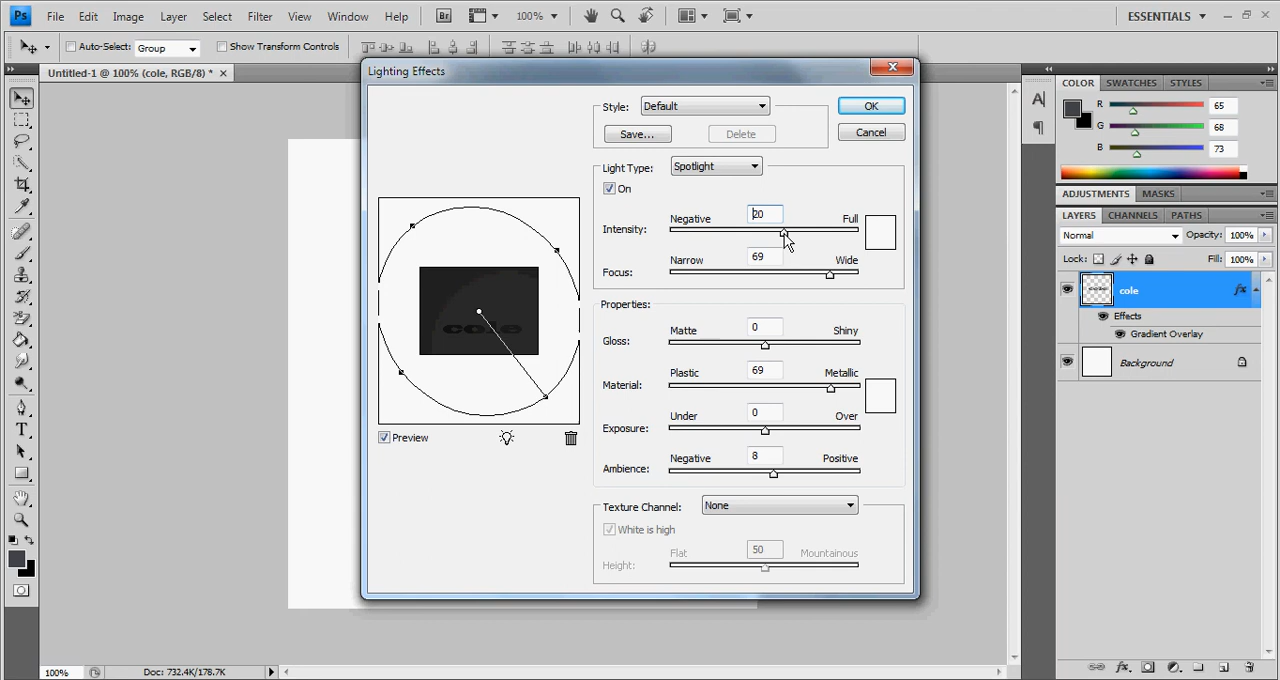 Ps File Edit Image Layer Select Filter View Window Help Br 100% ESSENTIALS
Auto-Select: Group Show Transform Controls
Untitled-1 @ 100% (cole, RGB/8) *
Lighting Effects
Style: Default OK
Save... Delete Cancel
Light Type: Spotlight
On
Negative 20 Full
Intensity:
Narrow 69 Wide
Focus:
Properties:
Matte 0 Shiny
Gloss:
Plastic 69 Metallic
Material:
Under 0 Over
Exposure:
Negative 8 Positive
Ambience:
cole
Preview
Texture Channel: None
White is high
Flat 50 Mountainous
Height:
COLOR SWATCHES STYLES
R 65
G 68
B 73
ADJUSTMENTS MASKS
LAYERS CHANNELS PATHS
Normal Opacity: 100%
Lock: Fill: 100%
cole fx
Effects
Gradient Overlay
Background
100% Doc: 732.4K/178.7K